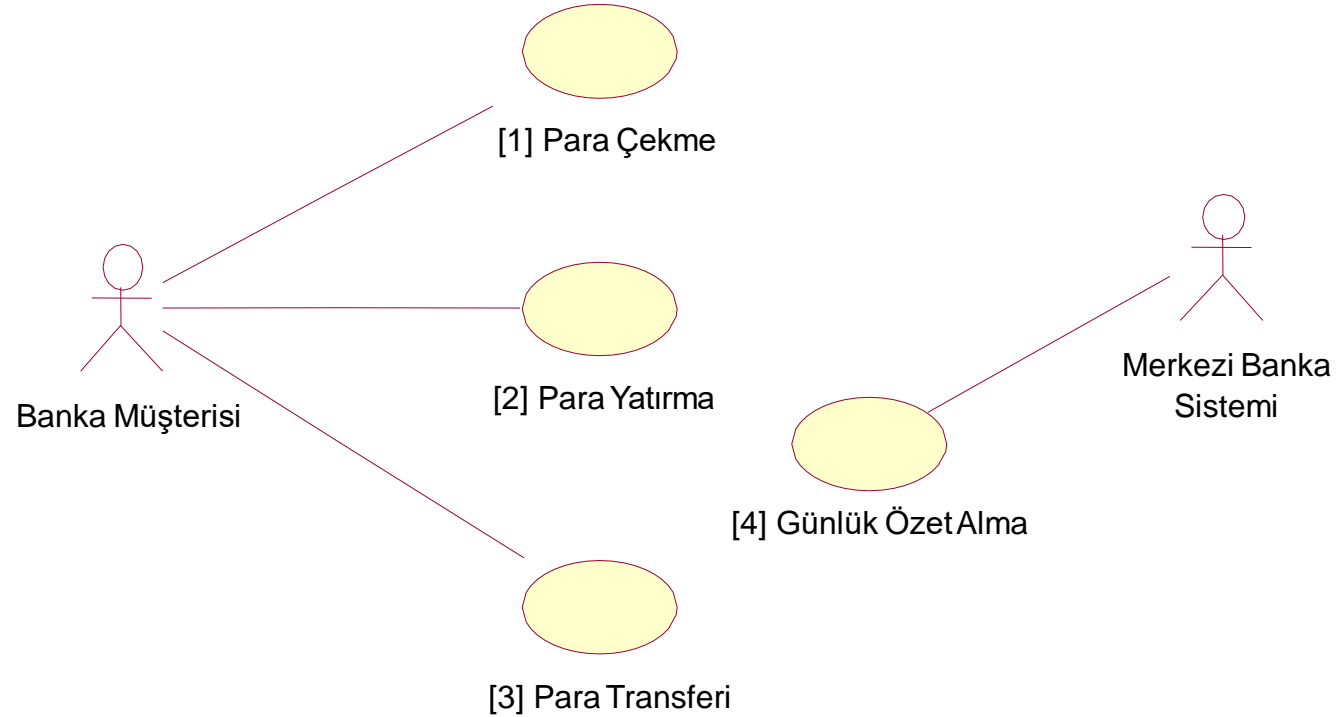 [1] Para Çekme
Banka Müşterisi
[2] Para Yatırma
Merkezi Banka
Sistemi
[4] Günlük Özet Alma
[3] Para Transferi